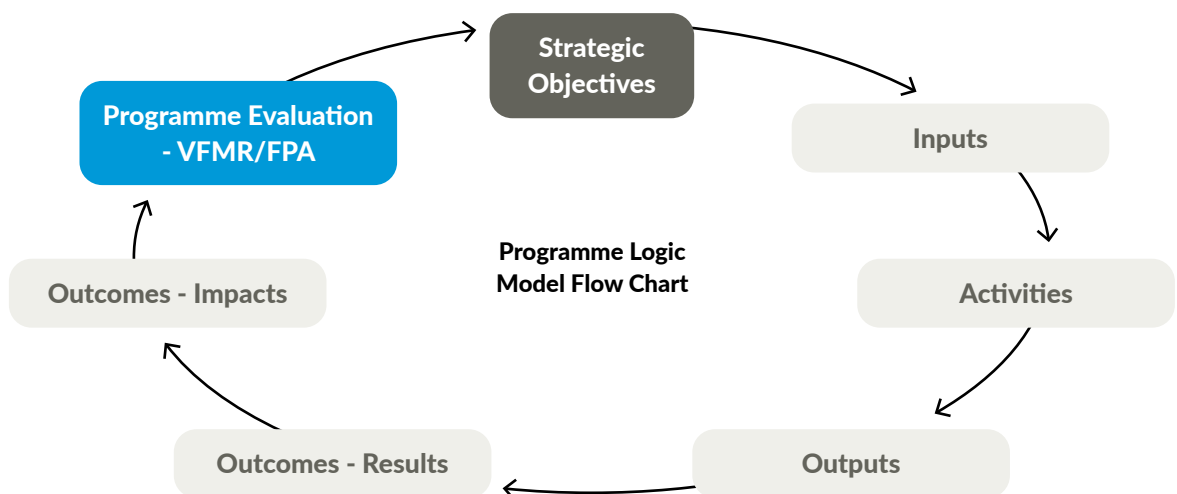 Strategic
Objectives
Programme Evaluation
- VFMR/FPA
Inputs
Programme Logic
Model Flow Chart
Outcomes - Impacts
Activities
Outcomes - Results
Outputs